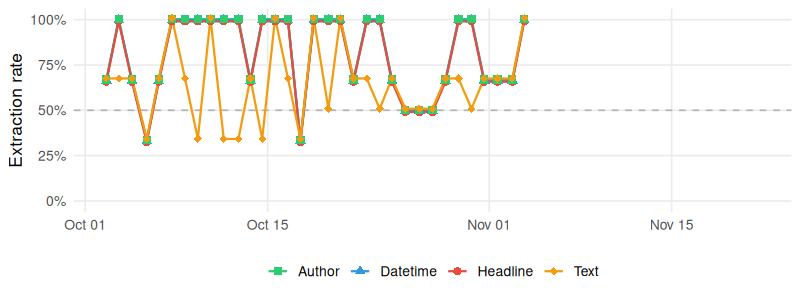 Extraction rate
100%
75%
50%
25%
0%
Oct 01 Oct 15 Nov 01 Nov 15
Author Datetime Headline Text